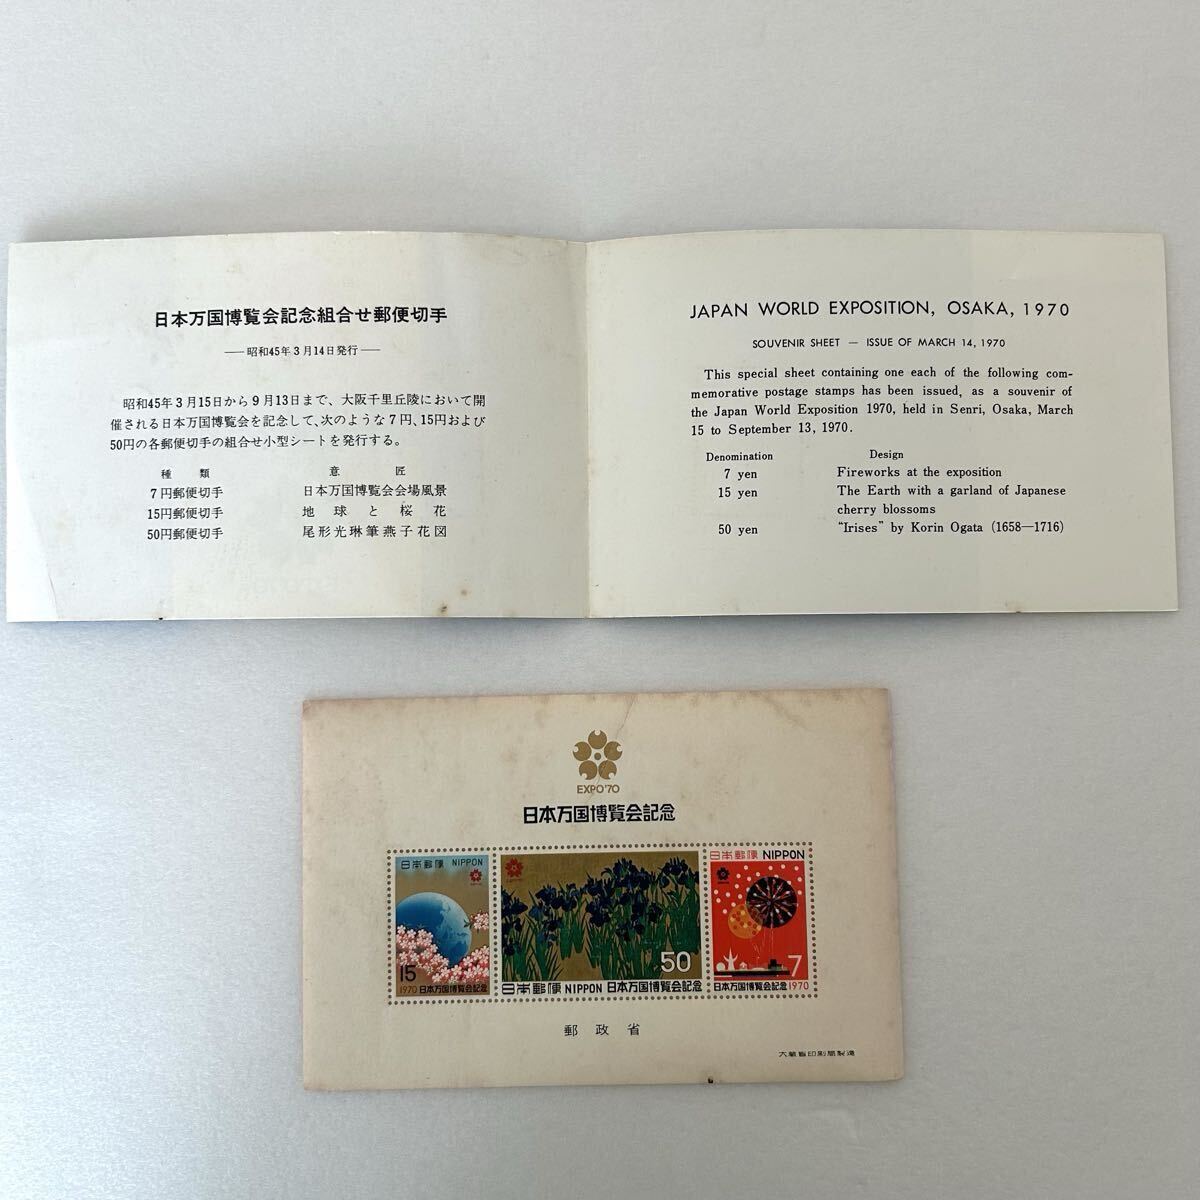 日本万国博覧会記念組合せ郵便切手
― 昭和45年3月14日発行 ―
昭和45年3月15日から9月13日まで、大阪千里丘陵において開
催される日本万国博覧会を記念して、次のような7円、15円および
50円の各郵便切手の組合せ小型シートを発行する。
種類 意匠
7円郵便切手 日本万国博覧会会場風景
15円郵便切手 地球と桜花
50円郵便切手 尾形光琳筆燕子花図
JAPAN WORLD EXPOSITION, OSAKA, 1970
SOUVENIR SHEET — ISSUE OF MARCH 14, 1970
This special sheet containing one each of the following com-
memorative postage stamps has been issued, as a souvenir of
the Japan World Exposition 1970, held in Senri, Osaka, March
15 to September 13, 1970.
Denomination Design
7 yen Fireworks at the exposition
15 yen The Earth with a garland of Japanese
cherry blossoms
50 yen “Irises” by Korin Ogata (1658—1716)
EXPO'70
日本万国博覧会記念
日本郵便 NIPPON
15
1970 日本万国博覧会記念
50
日本郵便 NIPPON 日本万国博覧会記念
日本郵便 NIPPON
7
日本万国博覧会記念 1970
郵政省
大蔵省印刷局製造